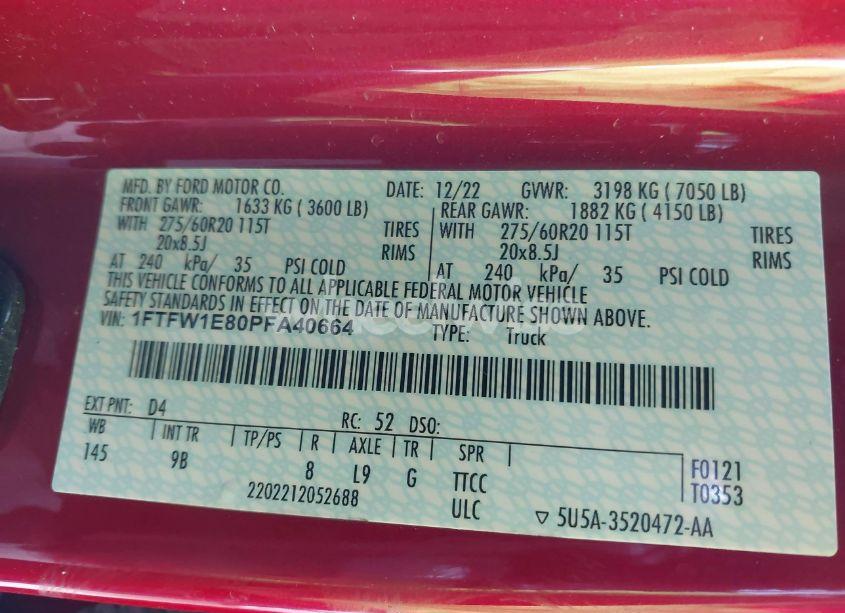 MFD. BY FORD MOTOR CO. DATE: 12/22 GVWR: 3198 KG ( 7050 LB)
FRONT GAWR: 1633 KG ( 3600 LB) REAR GAWR: 1882 KG ( 4150 LB)
WITH 275/60R20 115T TIRES WITH 275/60R20 115T TIRES
20x8.5J RIMS 20x8.5J RIMS
AT 240 kPa/ 35 PSI COLD AT 240 kPa/ 35 PSI COLD
THIS VEHICLE CONFORMS TO ALL APPLICABLE FEDERAL MOTOR VEHICLE
SAFETY STANDARDS IN EFFECT ON THE DATE OF MANUFACTURE SHOWN ABOVE.
VIN: 1FTFW1E80PFA40664 TYPE: Truck
EXT PNT: D4 RC: 52 DSO:
WB INT TR TP/PS R AXLE TR SPR
145 9B 8 L9 G TTCC F0121
2202212052688 ULC T0353
5U5A-3520472-AA